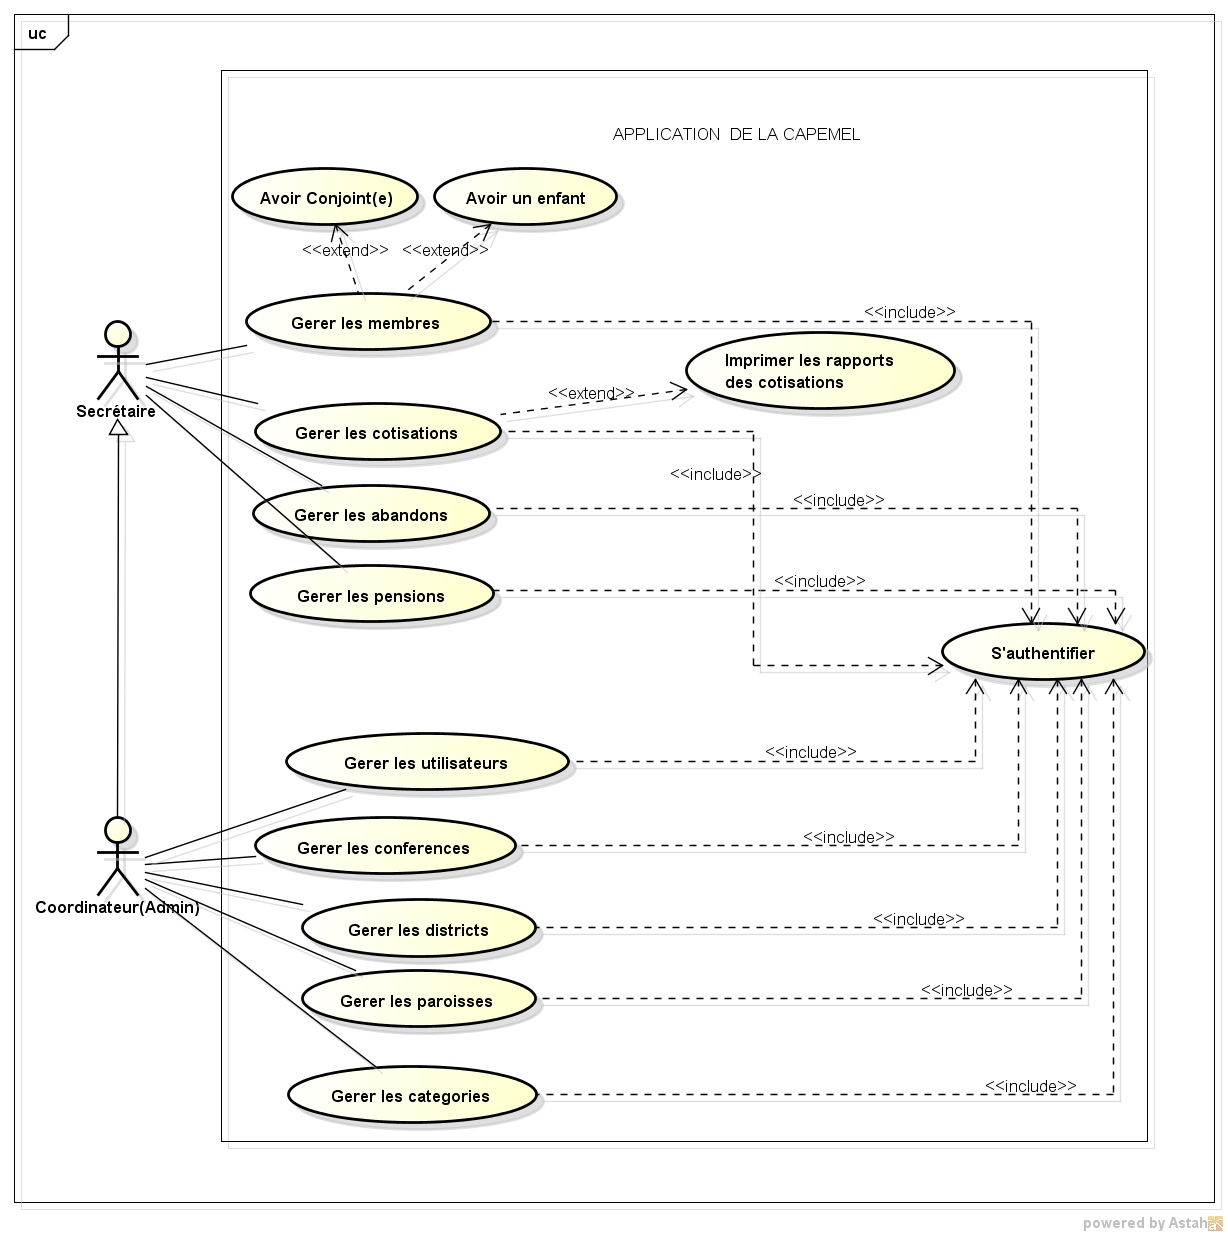 uc
APPLICATION DE LA CAPEMEL
Avoir Conjoint(e)
Avoir un enfant
<<extend>>
<<extend>>
Gerer les membres
<<include>>
Secrétaire
Imprimer les rapports
des cotisations
<<extend>>
Gerer les cotisations
<<include>>
<<include>>
Gerer les abandons
<<include>>
Gerer les pensions
S'authentifier
<<include>>
Gerer les utilisateurs
<<include>>
Gerer les conferences
Coordinateur(Admin)
<<include>>
Gerer les districts
<<include>>
Gerer les paroisses
<<include>>
Gerer les categories
powered by Astah